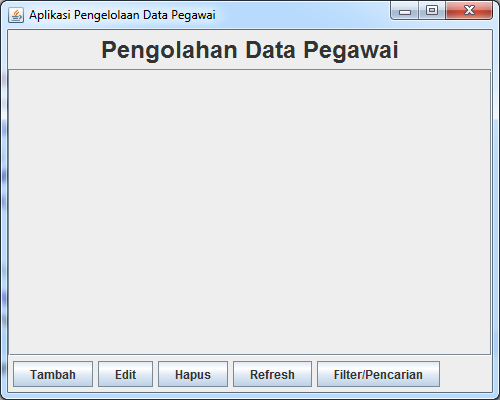 Aplikasi Pengelolaan Data Pegawai
Pengolahan Data Pegawai
Tambah Edit Hapus Refresh Filter/Pencarian